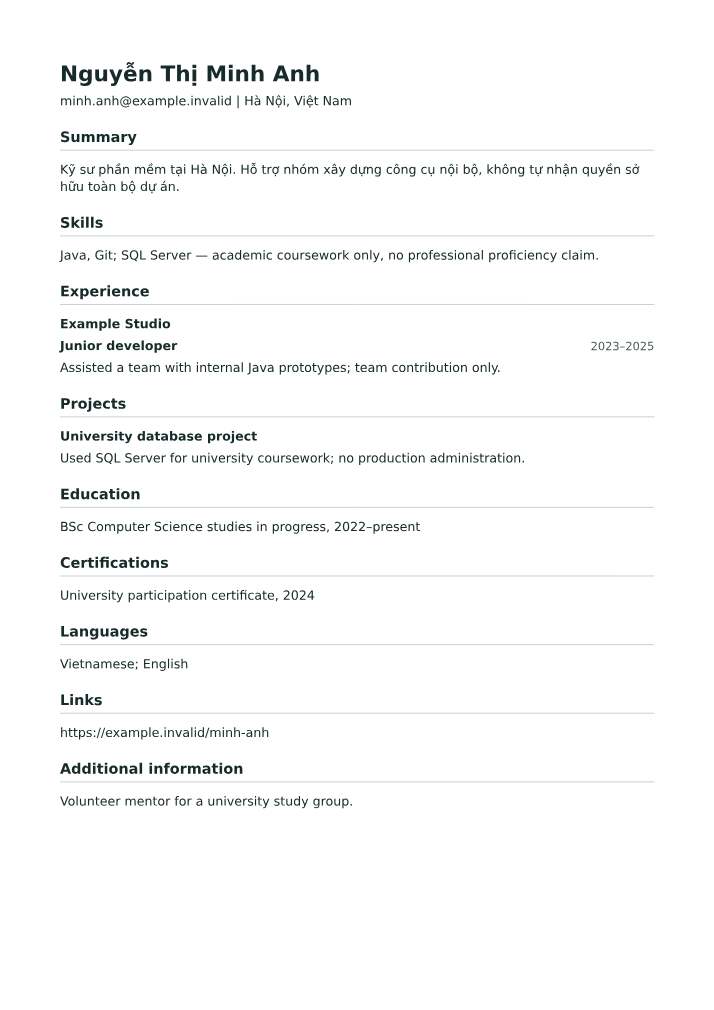 Nguyễn Thị Minh Anh
minh.anh@example.invalid | Hà Nội, Việt Nam
Summary
Kỹ sư phần mềm tại Hà Nội. Hỗ trợ nhóm xây dựng công cụ nội bộ, không tự nhận quyền sở
hữu toàn bộ dự án.
Skills
Java, Git; SQL Server — academic coursework only, no professional proficiency claim.
Experience
Example Studio
Junior developer 2023–2025
Assisted a team with internal Java prototypes; team contribution only.
Projects
University database project
Used SQL Server for university coursework; no production administration.
Education
BSc Computer Science studies in progress, 2022–present
Certifications
University participation certificate, 2024
Languages
Vietnamese; English
Links
https://example.invalid/minh-anh
Additional information
Volunteer mentor for a university study group.